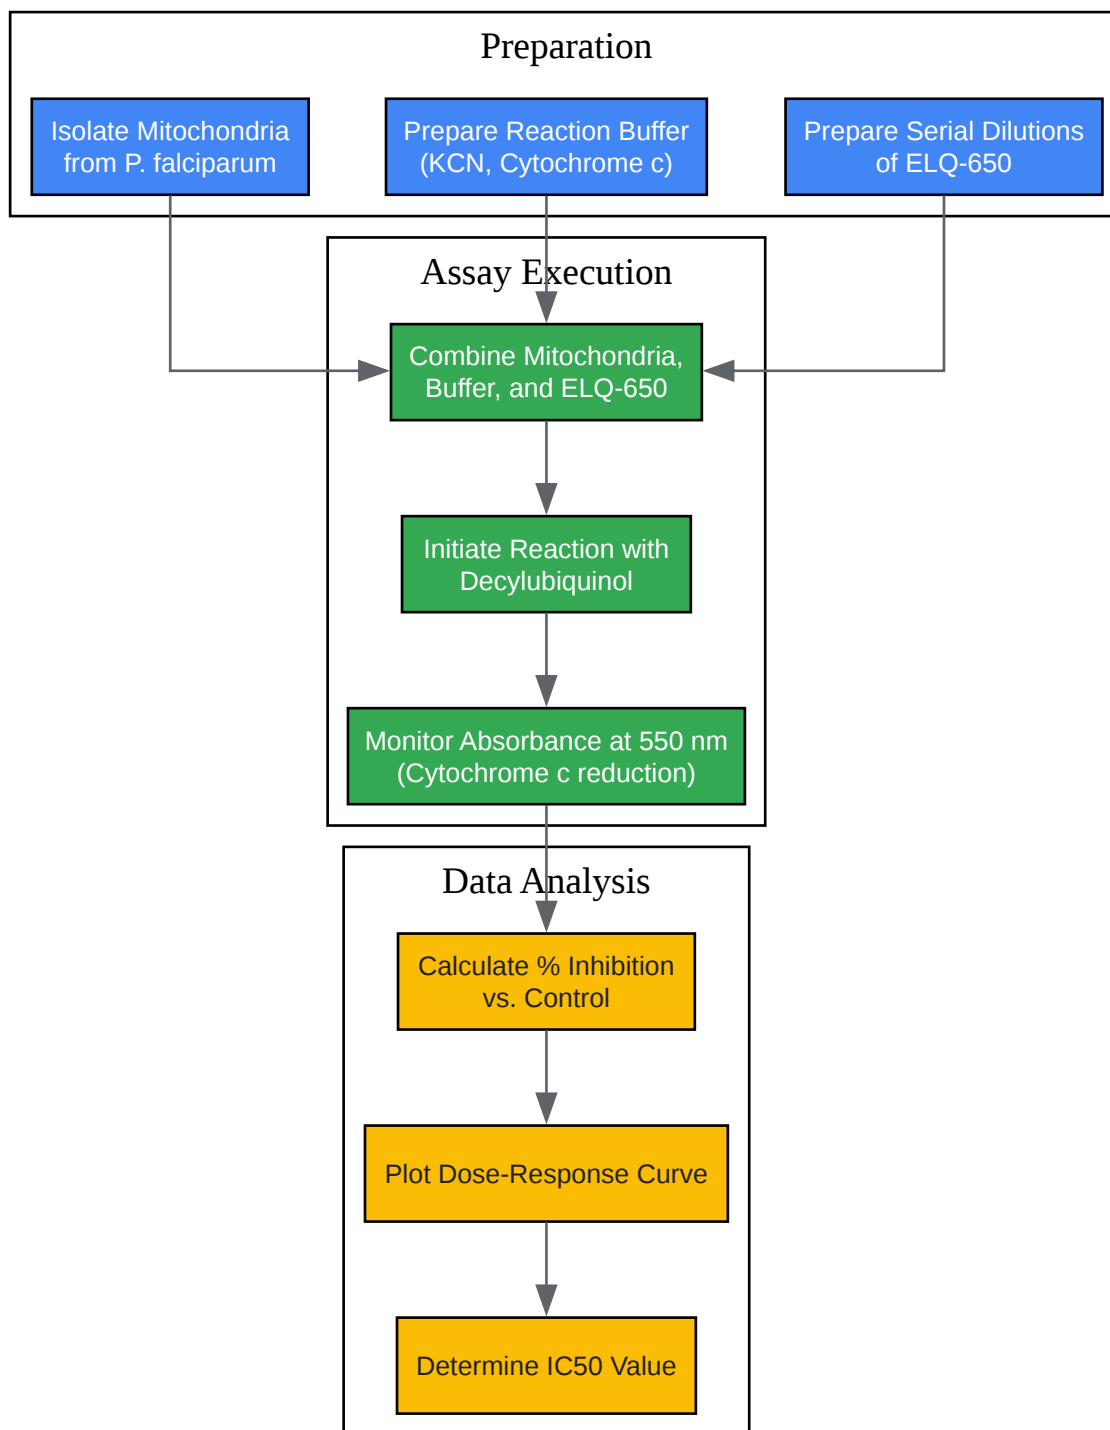 Preparation
Isolate Mitochondria
from P. falciparum
Prepare Reaction Buffer
(KCN, Cytochrome c)
Prepare Serial Dilutions
of ELQ-650
Assay Execution
Combine Mitochondria,
Buffer, and ELQ-650
Initiate Reaction with
Decylubiquinol
Monitor Absorbance at 550 nm
(Cytochrome c reduction)
Data Analysis
Calculate % Inhibition
vs. Control
Plot Dose-Response Curve
Determine IC50 Value